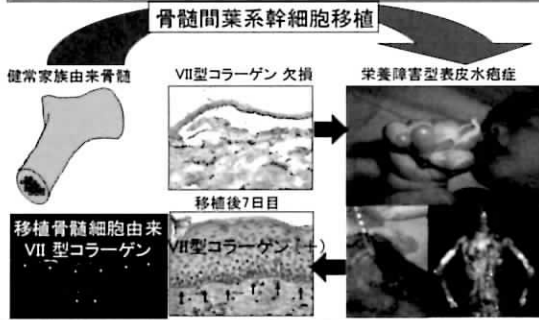 骨髄間葉系幹細胞移植
健常家族由来骨髄
VII型コラーゲン 欠損
栄養障害型表皮水疱症
移植後7日目
移植骨髄細胞由来
VII 型コラーゲン
VII型コラーゲン (+)